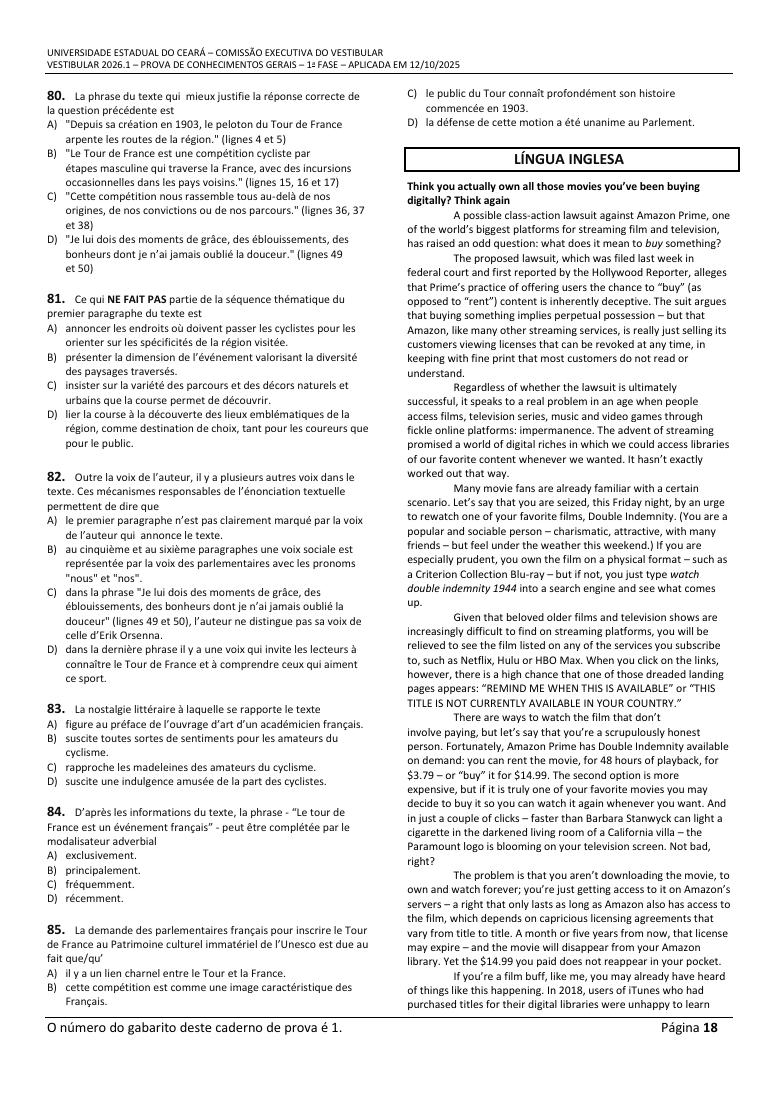 UNIVERSIDADE ESTADUAL DO CEARÁ – COMISSÃO EXECUTIVA DO VESTIBULAR
VESTIBULAR 2026.1 – PROVA DE CONHECIMENTOS GERAIS – 1ª FASE – APLICADA EM 12/10/2025
80. La phrase du texte qui mieux justifie la réponse correcte de
la question précédente est
A) "Depuis sa création en 1903, le peloton du Tour de France
arpente les routes de la région." (lignes 4 et 5)
B) "Le Tour de France est une compétition cycliste par
étapes masculine qui traverse la France, avec des incursions
occasionnelles dans les pays voisins." (lignes 15, 16 et 17)
C) "Cette compétition nous rassemble tous au-delà de nos
origines, de nos convictions ou de nos parcours." (lignes 36, 37
et 38)
D) "Je lui dois des moments de grâce, des éblouissements, des
bonheurs dont je n’ai jamais oublié la douceur." (lignes 49
et 50)
81. Ce qui NE FAIT PAS partie de la séquence thématique du
premier paragraphe du texte est
A) annoncer les endroits où doivent passer les cyclistes pour les
orienter sur les spécificités de la région visitée.
B) présenter la dimension de l’événement valorisant la diversité
des paysages traversés.
C) insister sur la variété des parcours et des décors naturels et
urbains que la course permet de découvrir.
D) lier la course à la découverte des lieux emblématiques de la
région, comme destination de choix, tant pour les coureurs que
pour le public.
82. Outre la voix de l’auteur, il y a plusieurs autres voix dans le
texte. Ces mécanismes responsables de l’énonciation textuelle
permettent de dire que
A) le premier paragraphe n’est pas clairement marqué par la voix
de l’auteur qui annonce le texte.
B) au cinquième et au sixième paragraphes une voix sociale est
représentée par la voix des parlementaires avec les pronoms
"nous" et "nos".
C) dans la phrase "Je lui dois des moments de grâce, des
éblouissements, des bonheurs dont je n’ai jamais oublié la
douceur" (lignes 49 et 50), l’auteur ne distingue pas sa voix de
celle d’Erik Orsenna.
D) dans la dernière phrase il y a une voix qui invite les lecteurs à
connaître le Tour de France et à comprendre ceux qui aiment
ce sport.
83. La nostalgie littéraire à laquelle se rapporte le texte
A) figure au préface de l’ouvrage d’art d’un académicien français.
B) suscite toutes sortes de sentiments pour les amateurs du
cyclisme.
C) rapproche les madeleines des amateurs du cyclisme.
D) suscite une indulgence amusée de la part des cyclistes.
84. D’après les informations du texte, la phrase - “Le tour de
France est un événement français” - peut être complétée par le
modalisateur adverbial
A) exclusivement.
B) principalement.
C) fréquemment.
D) récemment.
85. La demande des parlementaires français pour inscrire le Tour
de France au Patrimoine culturel immatériel de l’Unesco est due au
fait que/qu’
A) il y a un lien charnel entre le Tour et la France.
B) cette compétition est comme une image caractéristique des
Français.
C) le public du Tour connaît profondément son histoire
commencée en 1903.
D) la défense de cette motion a été unanime au Parlement.
LÍNGUA INGLESA
Think you actually own all those movies you’ve been buying
digitally? Think again
A possible class-action lawsuit against Amazon Prime, one
of the world’s biggest platforms for streaming film and television,
has raised an odd question: what does it mean to buy something?
The proposed lawsuit, which was filed last week in
federal court and first reported by the Hollywood Reporter, alleges
that Prime’s practice of offering users the chance to “buy” (as
opposed to “rent”) content is inherently deceptive. The suit argues
that buying something implies perpetual possession – but that
Amazon, like many other streaming services, is really just selling its
customers viewing licenses that can be revoked at any time, in
keeping with fine print that most customers do not read or
understand.
Regardless of whether the lawsuit is ultimately
successful, it speaks to a real problem in an age when people
access films, television series, music and video games through
fickle online platforms: impermanence. The advent of streaming
promised a world of digital riches in which we could access libraries
of our favorite content whenever we wanted. It hasn’t exactly
worked out that way.
Many movie fans are already familiar with a certain
scenario. Let’s say that you are seized, this Friday night, by an urge
to rewatch one of your favorite films, Double Indemnity. (You are a
popular and sociable person – charismatic, attractive, with many
friends – but feel under the weather this weekend.) If you are
especially prudent, you own the film on a physical format – such as
a Criterion Collection Blu-ray – but if not, you just type watch
double indemnity 1944 into a search engine and see what comes
up.
Given that beloved older films and television shows are
increasingly difficult to find on streaming platforms, you will be
relieved to see the film listed on any of the services you subscribe
to, such as Netflix, Hulu or HBO Max. When you click on the links,
however, there is a high chance that one of those dreaded landing
pages appears: “REMIND ME WHEN THIS IS AVAILABLE” or “THIS
TITLE IS NOT CURRENTLY AVAILABLE IN YOUR COUNTRY.”
There are ways to watch the film that don’t
involve paying, but let’s say that you’re a scrupulously honest
person. Fortunately, Amazon Prime has Double Indemnity available
on demand: you can rent the movie, for 48 hours of playback, for
$3.79 – or “buy” it for $14.99. The second option is more
expensive, but if it is truly one of your favorite movies you may
decide to buy it so you can watch it again whenever you want. And
in just a couple of clicks – faster than Barbara Stanwyck can light a
cigarette in the darkened living room of a California villa – the
Paramount logo is blooming on your television screen. Not bad,
right?
The problem is that you aren’t downloading the movie, to
own and watch forever; you’re just getting access to it on Amazon’s
servers – a right that only lasts as long as Amazon also has access to
the film, which depends on capricious licensing agreements that
vary from title to title. A month or five years from now, that license
may expire – and the movie will disappear from your Amazon
library. Yet the $14.99 you paid does not reappear in your pocket.
If you’re a film buff, like me, you may already have heard
of things like this happening. In 2018, users of iTunes who had
purchased titles for their digital libraries were unhappy to learn
O número do gabarito deste caderno de prova é 1.
Página 18